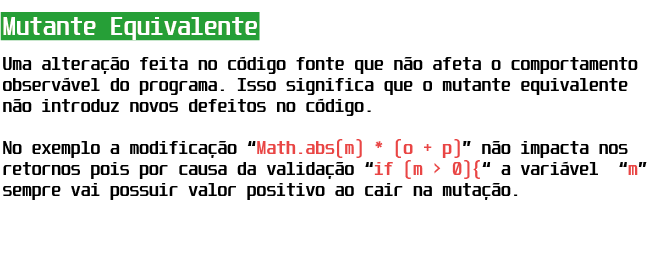 Mutante Equivalente
Uma alteração feita no código fonte que não afeta o comportamento
observável do programa. Isso significa que o mutante equivalente
não introduz novos defeitos no código.
No exemplo a modificação “Math.abs(m) * (o + p)” não impacta nos
retornos pois por causa da validação “if (m > 0){“ a variável “m”
sempre vai possuir valor positivo ao cair na mutação.